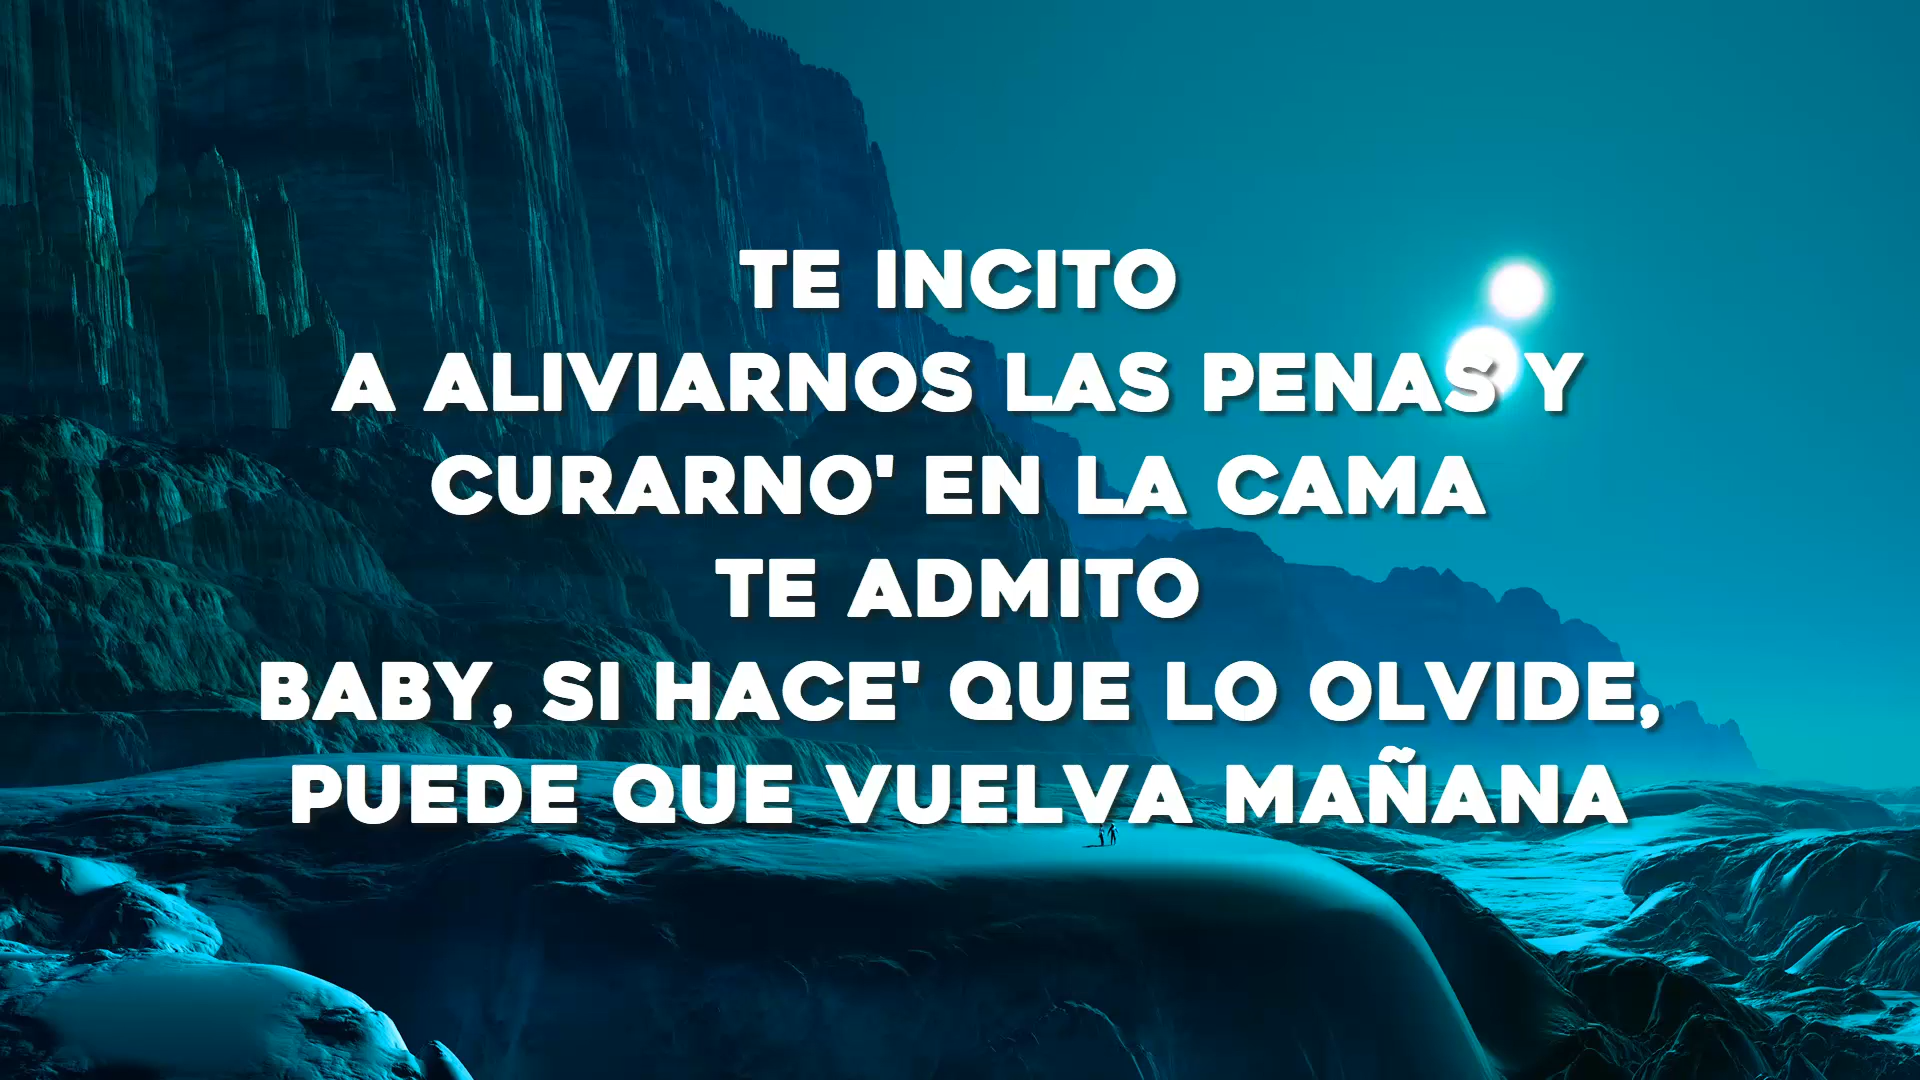 TE INCITO
A ALIVIARNOS LAS PENAS Y
CURARNO' EN LA CAMA
TE ADMITO
BABY, SI HACE' QUE LO OLVIDE,
PUEDE QUE VUELVA MAÑANA